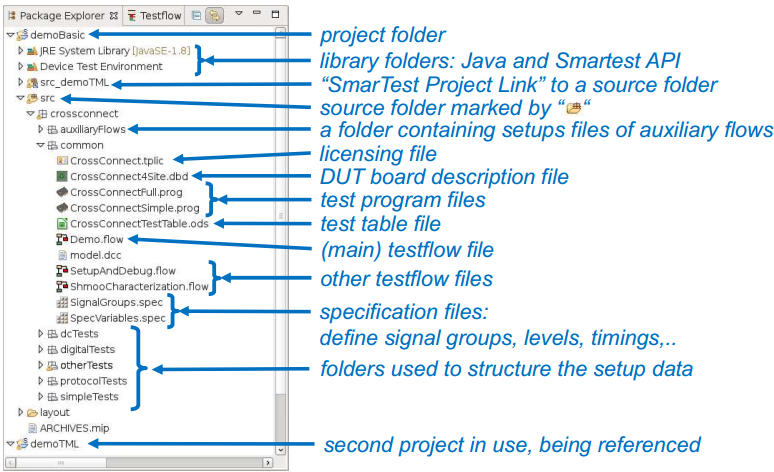 Package Explorer Testflow
demoBasic project folder
JRE System Library [JavaSE-1.8]
Device Test Environment library folders: Java and Smartest API
src_demoTML “SmarTest Project Link” to a source folder
src source folder marked by “ “
crossconnect
auxiliaryFlows a folder containing setups files of auxiliary flows
common
CrossConnect.tplic licensing file
CrossConnect4Site.dbd DUT board description file
CrossConnectFull.prog test program files
CrossConnectSimple.prog
CrossConnectTestTable.ods test table file
Demo.flow (main) testflow file
model.dcc
SetupAndDebug.flow other testflow files
ShmooCharacterization.flow
SignalGroups.spec specification files:
SpecVariables.spec define signal groups, levels, timings,..
dcTests
digitalTests
otherTests folders used to structure the setup data
protocolTests
simpleTests
layout
ARCHIVES.mip
demoTML second project in use, being referenced